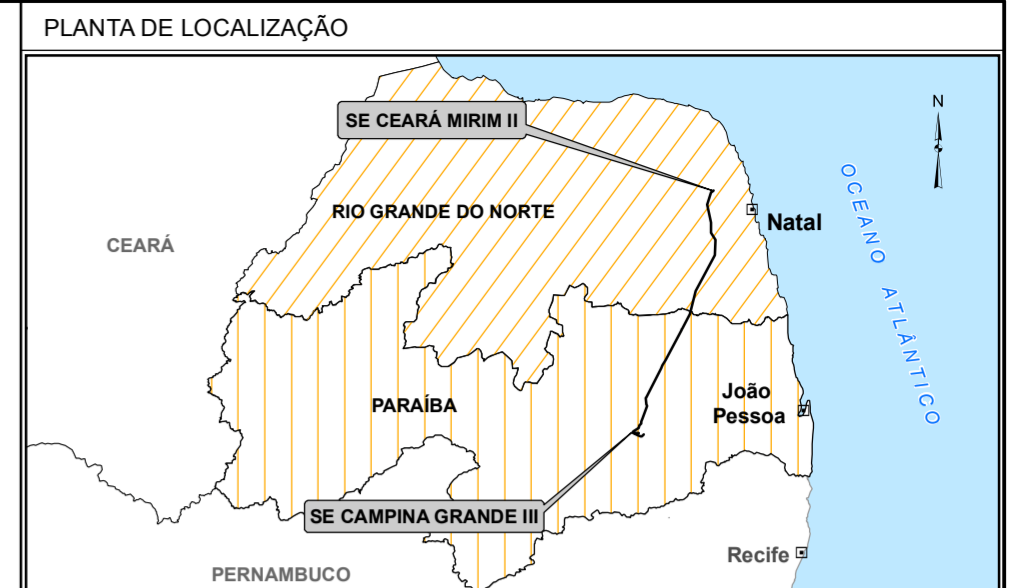 PLANTA DE LOCALIZAÇÃO
N
SE CEARÁ MIRIM II
RIO GRANDE DO NORTE
Natal
CEARÁ
OCEANO ATLÂNTICO
João
Pessoa
PARAÍBA
SE CAMPINA GRANDE III
Recife
PERNAMBUCO